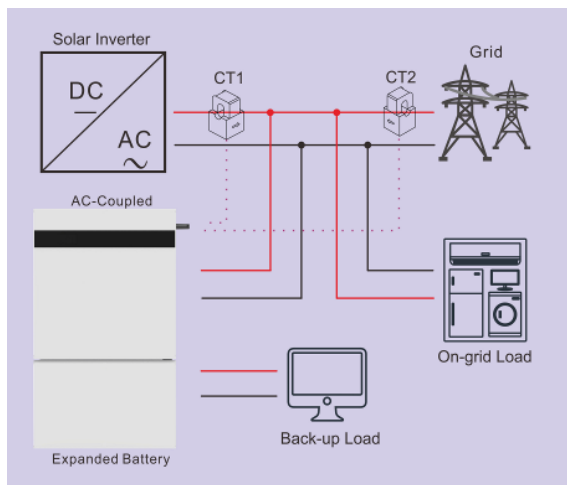 Solar Inverter
Grid
CT1
CT2
DC
AC
AC-Coupled
On-grid Load
Back-up Load
Expanded Battery